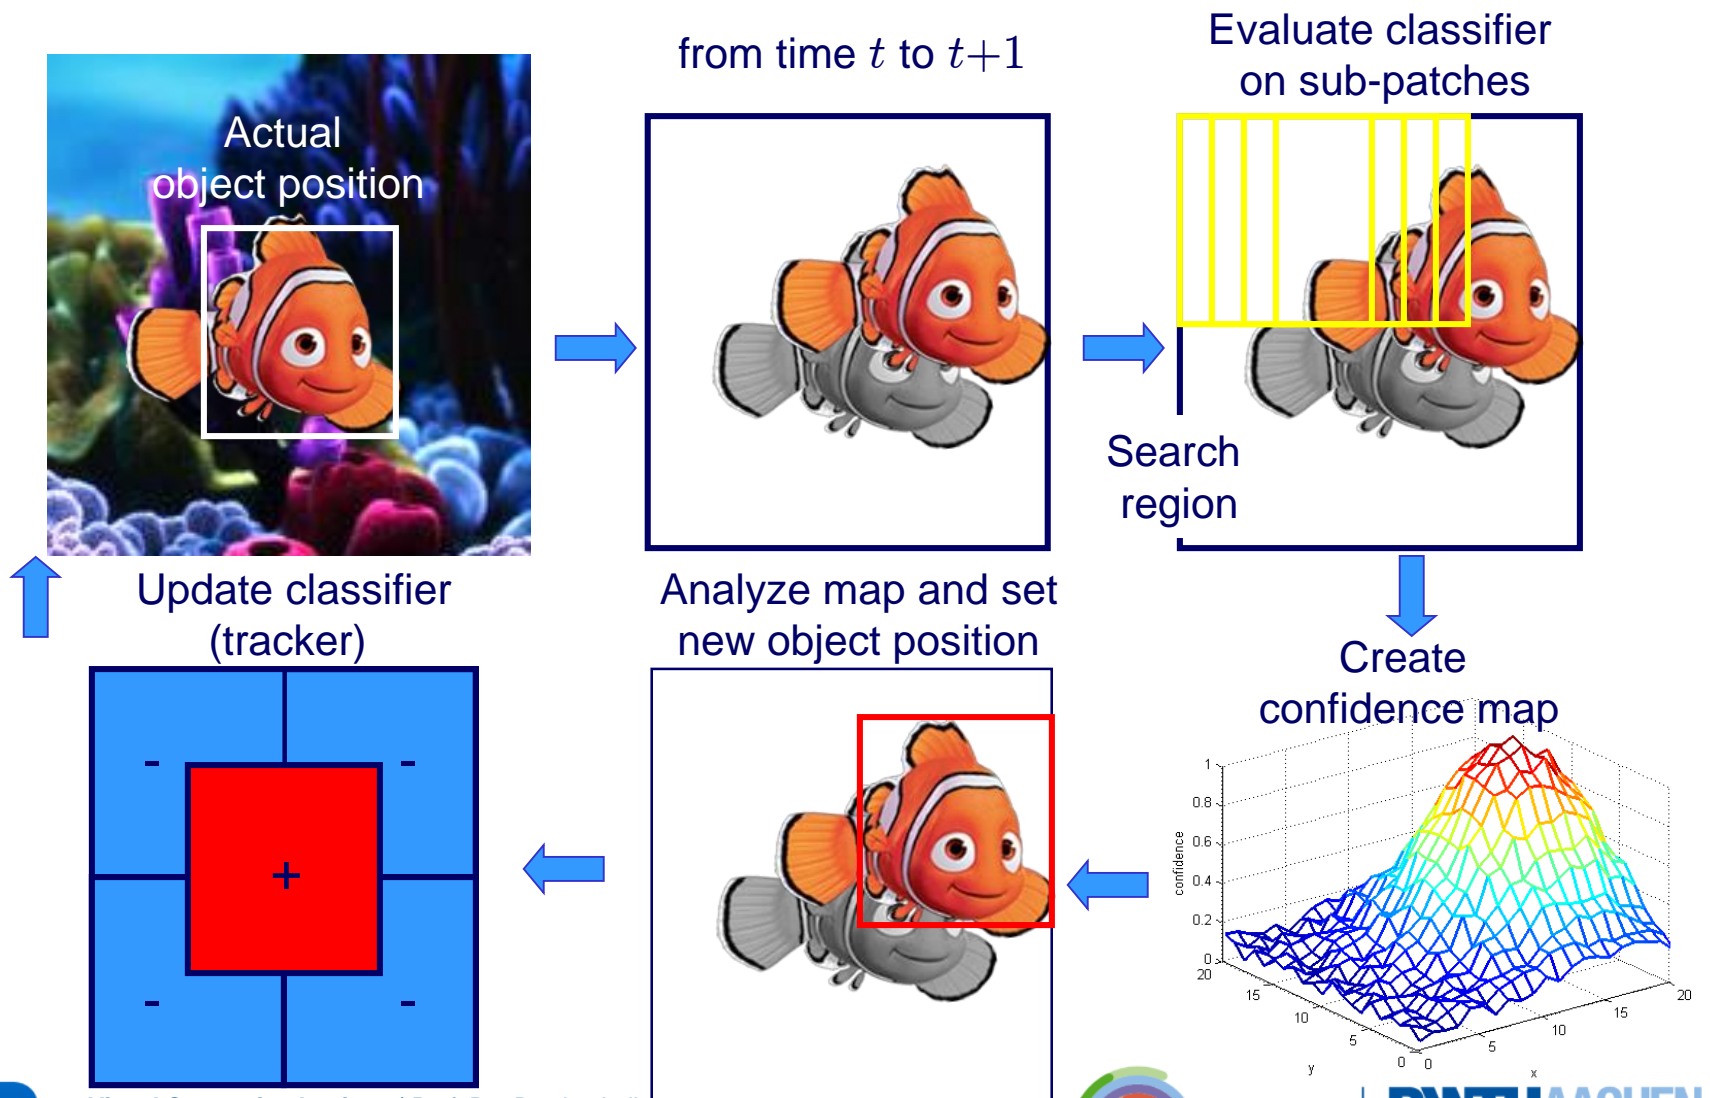 Actual
object position
from time t to t+1
Evaluate classifier
on sub-patches
Search
region
Update classifier
(tracker)
-
-
+
-
-
Analyze map and set
new object position
Create
confidence map
confidence
1
0.8
0.6
0.4
0.2
0
20
15
10
5
0
y
0
5
10
15
20
x